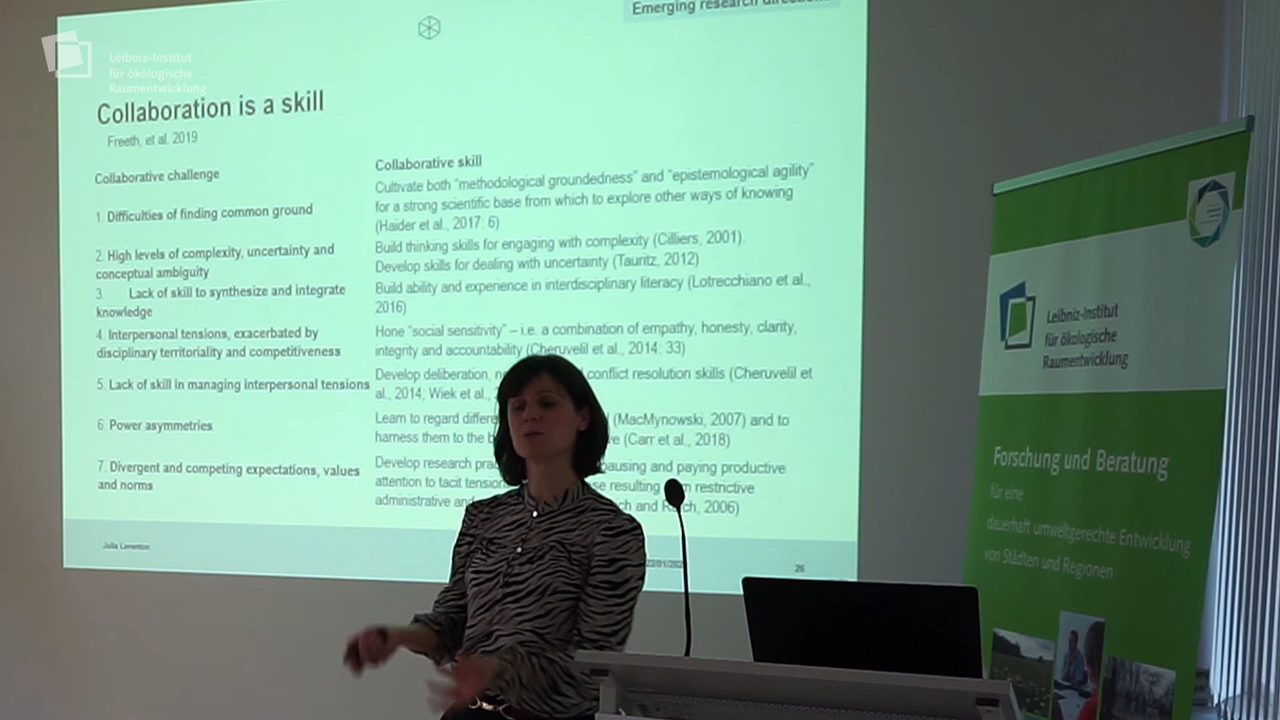 Emerging research
Leibniz-Institut
für ökologische
Raumentwicklung
Collaboration is a skill
Freeth, et al. 2019
Collaborative challenge
1. Difficulties of finding common ground
2. High levels of complexity, uncertainty and
conceptual ambiguity
3. Lack of skill to synthesize and integrate
knowledge
4. Interpersonal tensions, exacerbated by
disciplinary territoriality and competitiveness
5. Lack of skill in managing interpersonal tensions
6. Power asymmetries
7. Divergent and competing expectations, values
and norms
Collaborative skill
Cultivate both "methodological groundedness" and "epistemological agility"
for a strong scientific base from which to explore other ways of knowing
(Haider et al., 2017: 6)
Build thinking skills for engaging with complexity (Cilliers, 2001).
Develop skills for dealing with uncertainty (Tauritz, 2012)
Build ability and experience in interdisciplinary literacy (Lotrecchiano et al.,
2016)
Hone "social sensitivity" – i.e. a combination of empathy, honesty, clarity,
integrity and accountability (Cheruvelil et al., 2014: 33)
Develop deliberation, conflict resolution skills (Cheruvelil et
al., 2014; Wiek et al.,
Learn to regard (MacMynowski, 2007) and to
harness them to the (Carr et al., 2018)
Develop research and paying productive
attention to tacit resulting restrictive
administrative and 2006)
Julia Leventon
26
Leibniz-Institut
für ökologische
Raumentwicklung
Forschung und Beratung
für eine
dauerhaft umweltgerechte Entwicklung
von Städten und Regionen